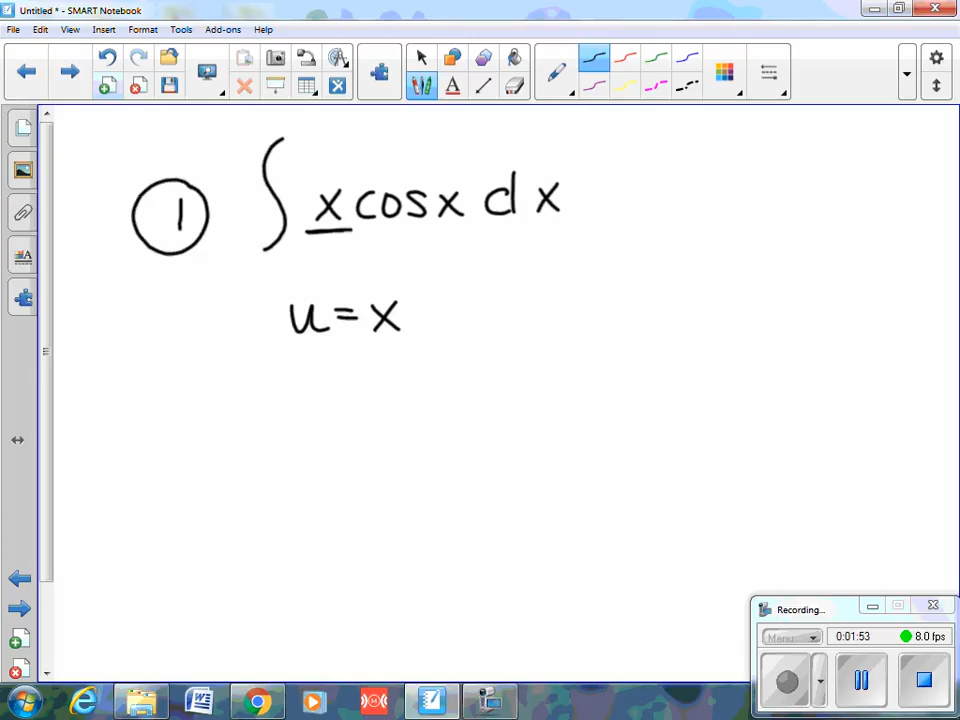 Untitled * - SMART Notebook
File Edit View Insert Format Tools Add-ons Help
① ∫ x cosx dx
u = x
Recording...
Menu 0:01:53 8.0 fps